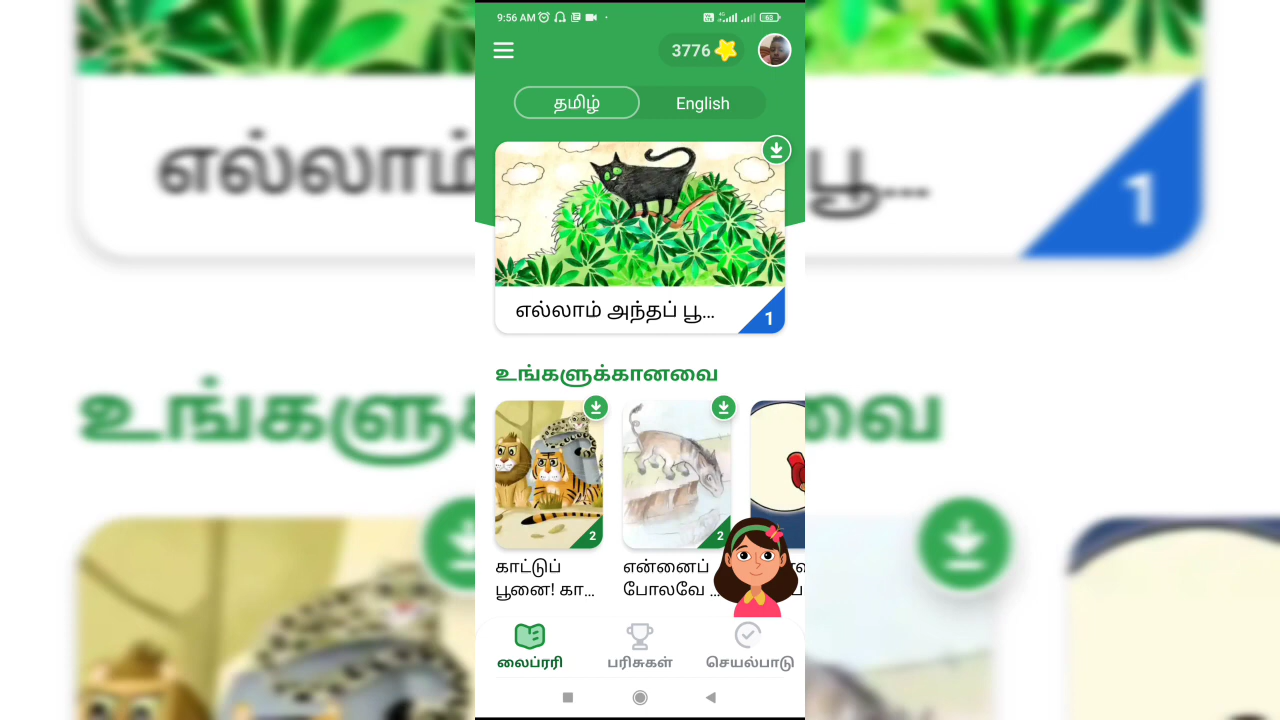 9:56 AM
63
3776
தமிழ்
English
எல்லாம் அந்தப் பூ...
1
உங்களுக்கானவை
2
2
காட்டுப்
பூனை! கா...
என்னைப்
போலவே ...
லைப்ரரி
பரிசுகள்
செயல்பாடு